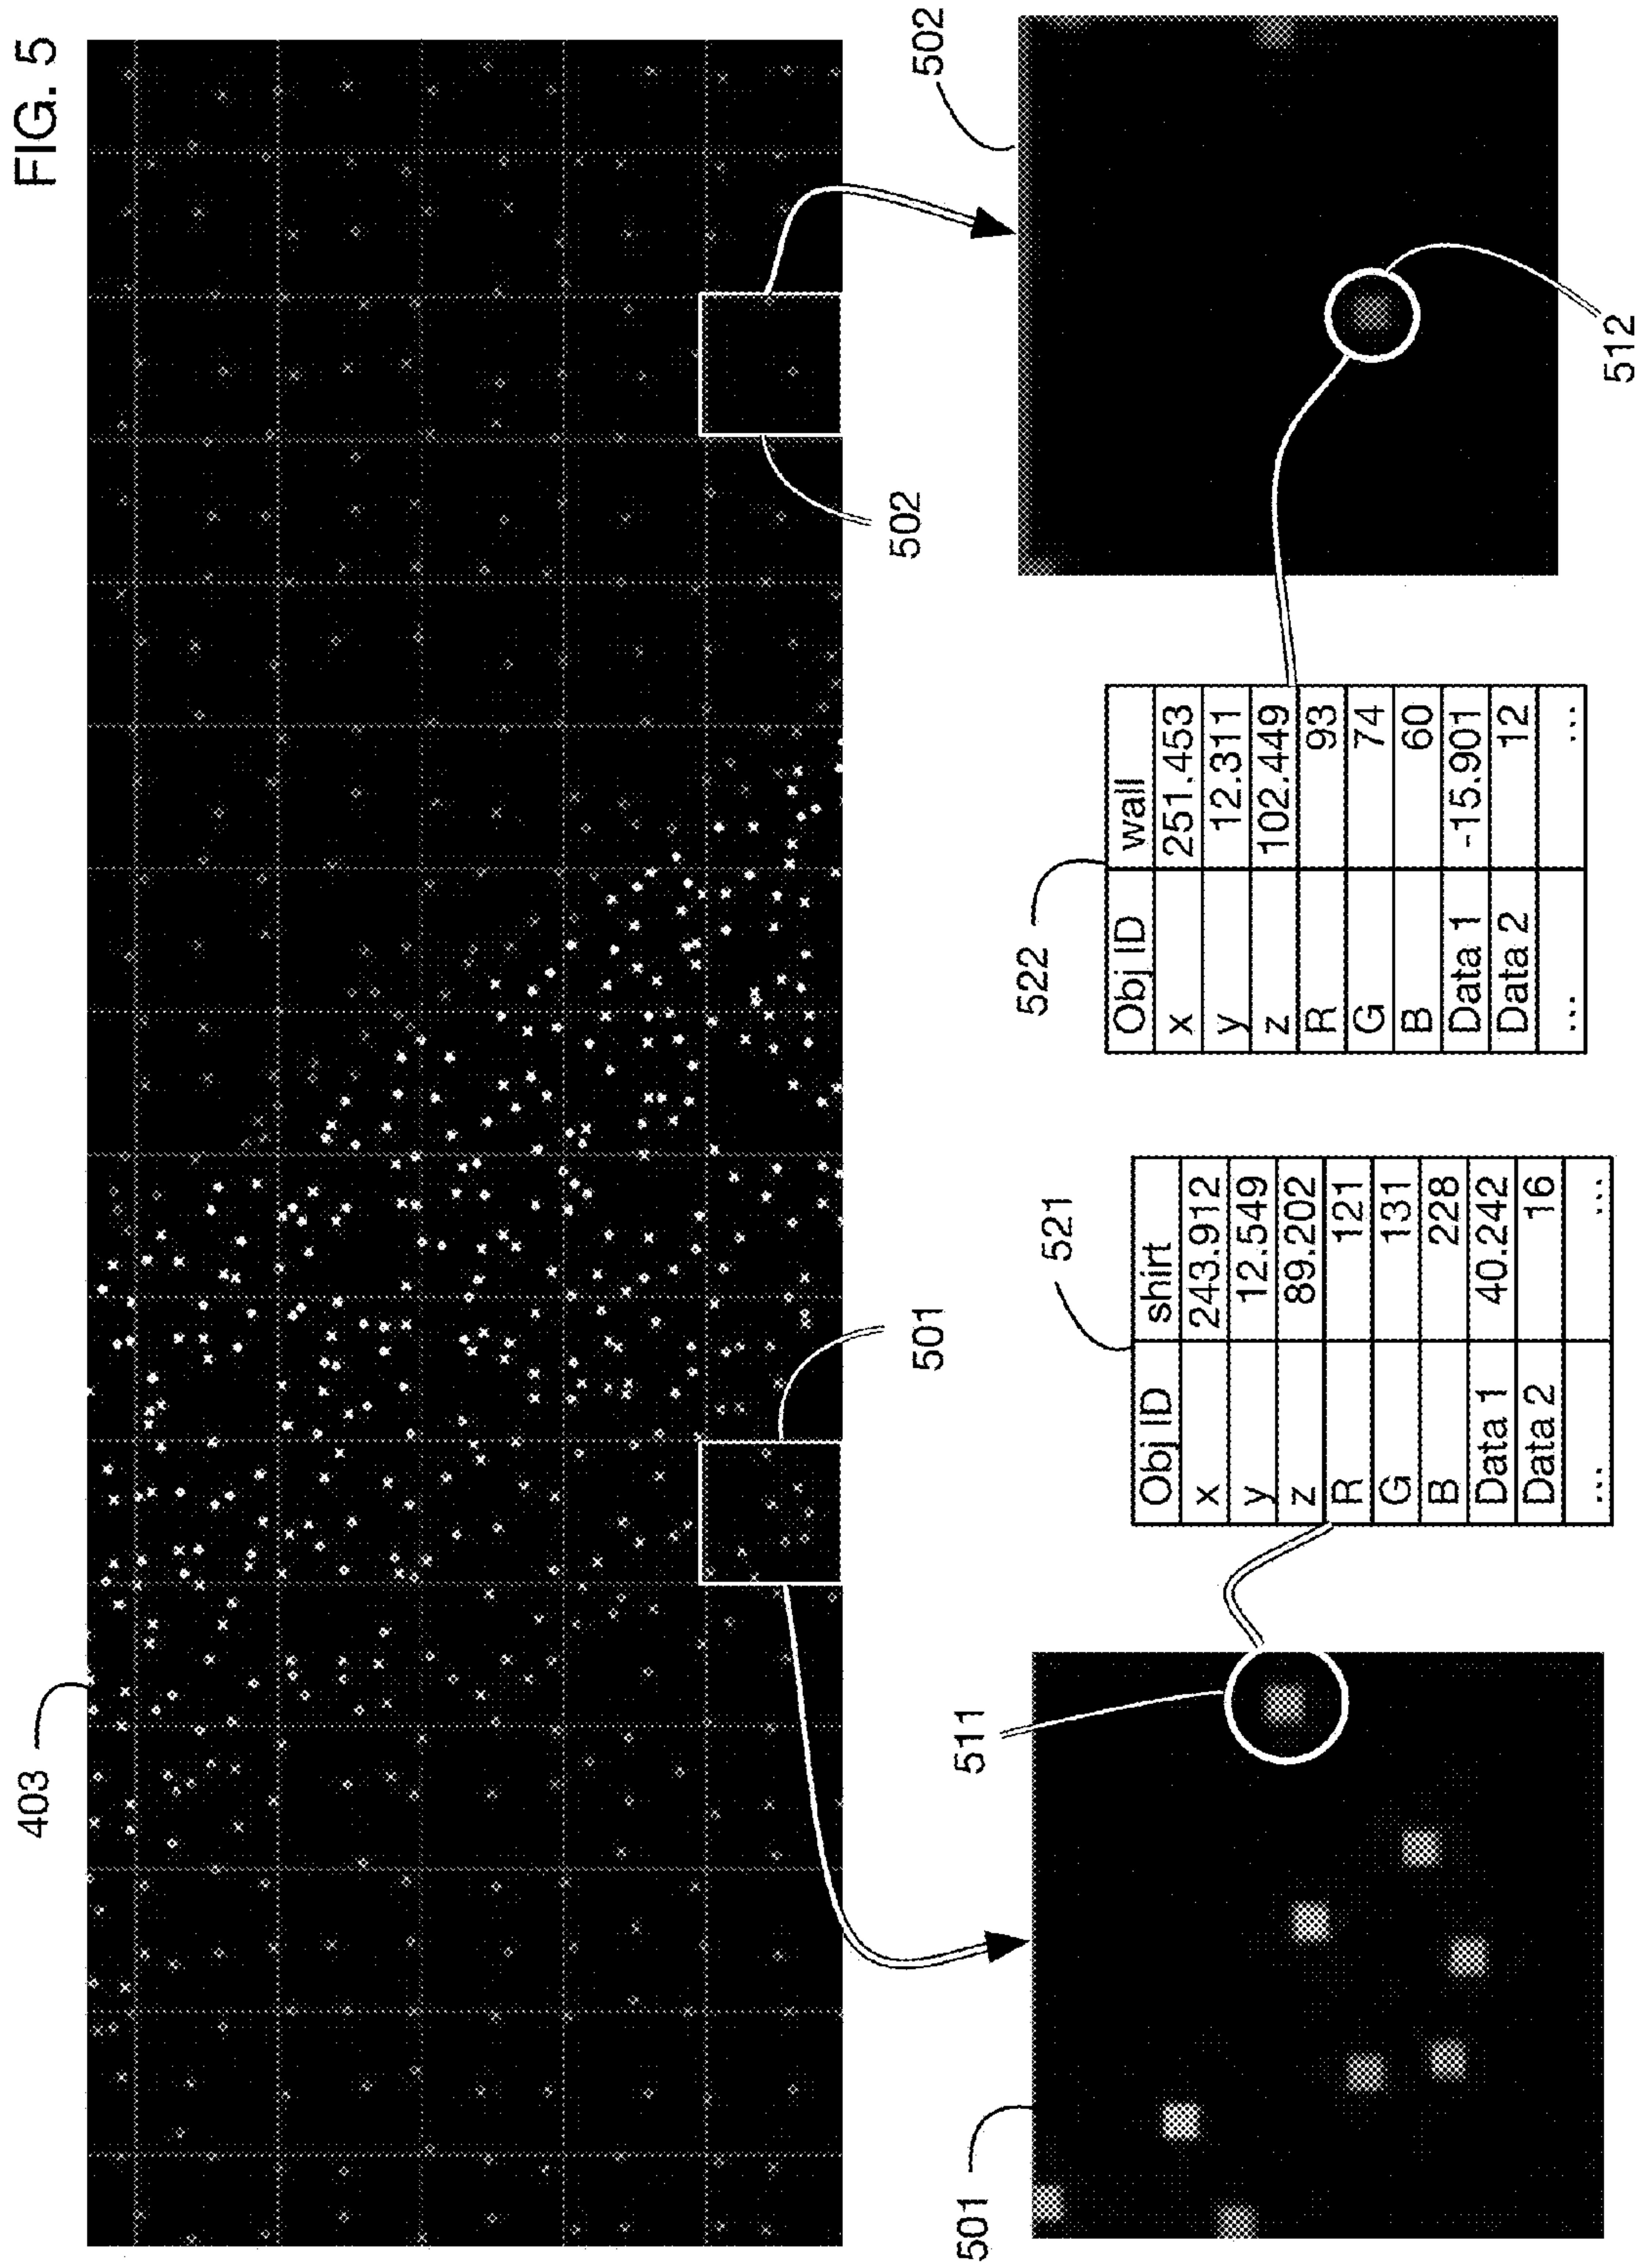 FIG. 5
403
501
502
501
511
521
Obj ID shirt
x 243.912
y 12.549
z 89.202
R 121
G 131
B 228
Data 1 40.242
Data 2 16
... ...
522
Obj ID wall
x 251.453
y 12.311
z 102.449
R 93
G 74
B 60
Data 1 -15.901
Data 2 12
... ...
502
512